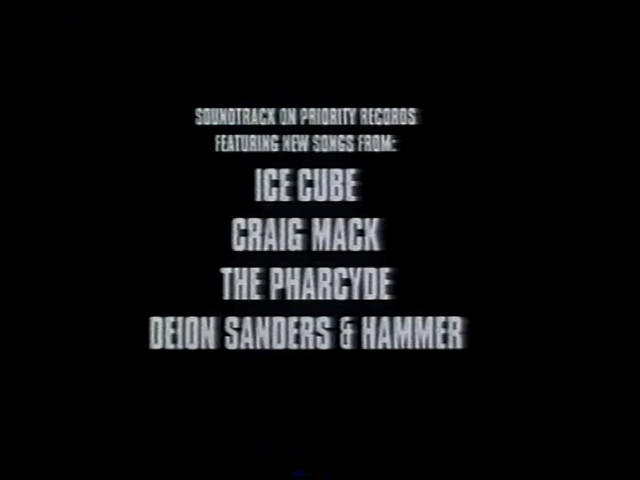 SOUNDTRACK ON PRIORITY RECORDS
FEATURING NEW SONGS FROM:
ICE CUBE
CRAIG MACK
THE PHARCYDE
DEION SANDERS & HAMMER